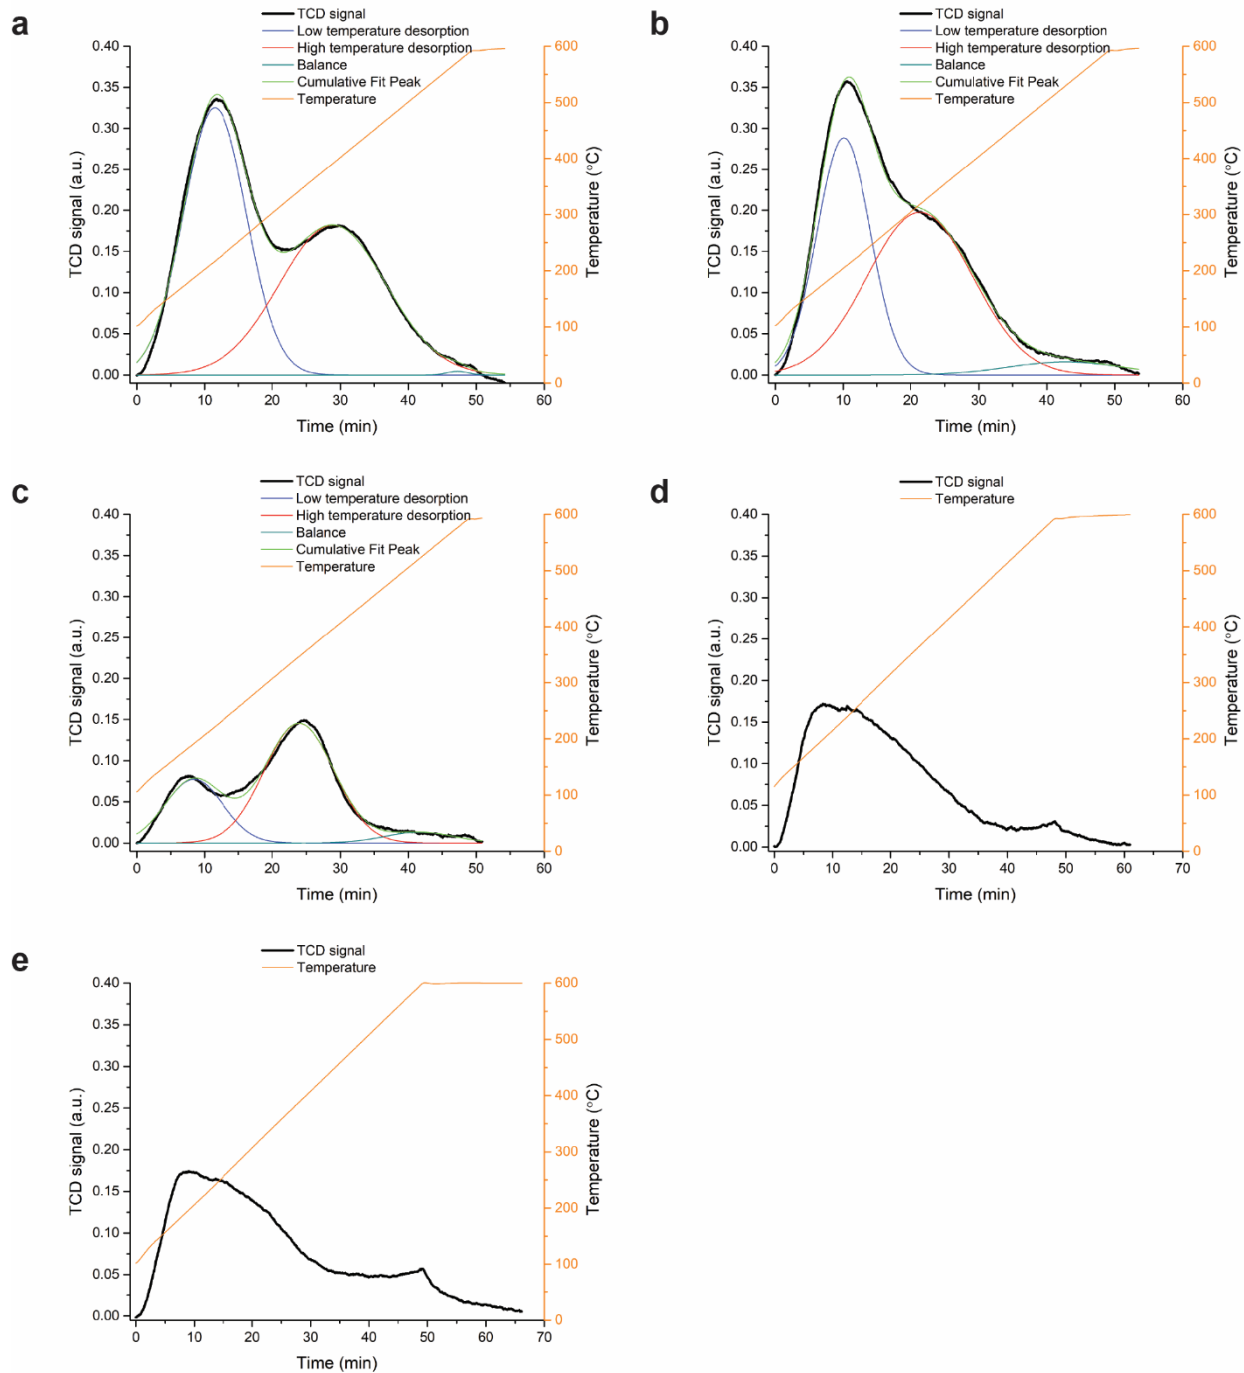 a
TCD signal
Low temperature desorption
High temperature desorption
Balance
Cumulative Fit Peak
Temperature
0.40
0.35
0.30
0.25
0.20
0.15
0.10
0.05
0.00
TCD signal (a.u.)
0 10 20 30 40 50 60
Time (min)
600
500
400
300
200
100
0
Temperature (°C)
b
TCD signal
Low temperature desorption
High temperature desorption
Balance
Cumulative Fit Peak
Temperature
0.40
0.35
0.30
0.25
0.20
0.15
0.10
0.05
0.00
TCD signal (a.u.)
0 10 20 30 40 50 60
Time (min)
600
500
400
300
200
100
0
Temperature (°C)
c
TCD signal
Low temperature desorption
High temperature desorption
Balance
Cumulative Fit Peak
Temperature
0.40
0.35
0.30
0.25
0.20
0.15
0.10
0.05
0.00
TCD signal (a.u.)
0 10 20 30 40 50 60
Time (min)
600
500
400
300
200
100
0
Temperature (°C)
d
TCD signal
Temperature
0.40
0.35
0.30
0.25
0.20
0.15
0.10
0.05
0.00
TCD signal (a.u.)
0 10 20 30 40 50 60 70
Time (min)
600
500
400
300
200
100
0
Temperature (°C)
e
TCD signal
Temperature
0.40
0.35
0.30
0.25
0.20
0.15
0.10
0.05
0.00
TCD signal (a.u.)
0 10 20 30 40 50 60 70
Time (min)
600
500
400
300
200
100
0
Temperature (°C)